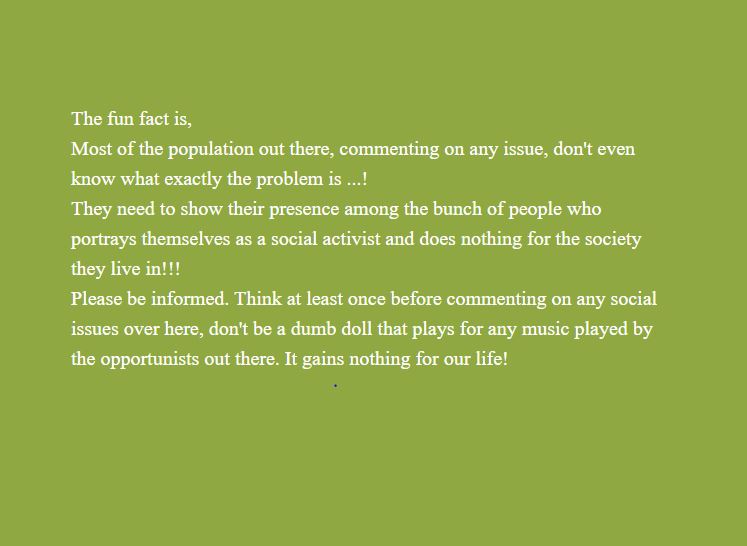 The fun fact is,
Most of the population out there, commenting on any issue, don't even
know what exactly the problem is ...!
They need to show their presence among the bunch of people who
portrays themselves as a social activist and does nothing for the society
they live in!!!
Please be informed. Think at least once before commenting on any social
issues over here, don't be a dumb doll that plays for any music played by
the opportunists out there. It gains nothing for our life!
.